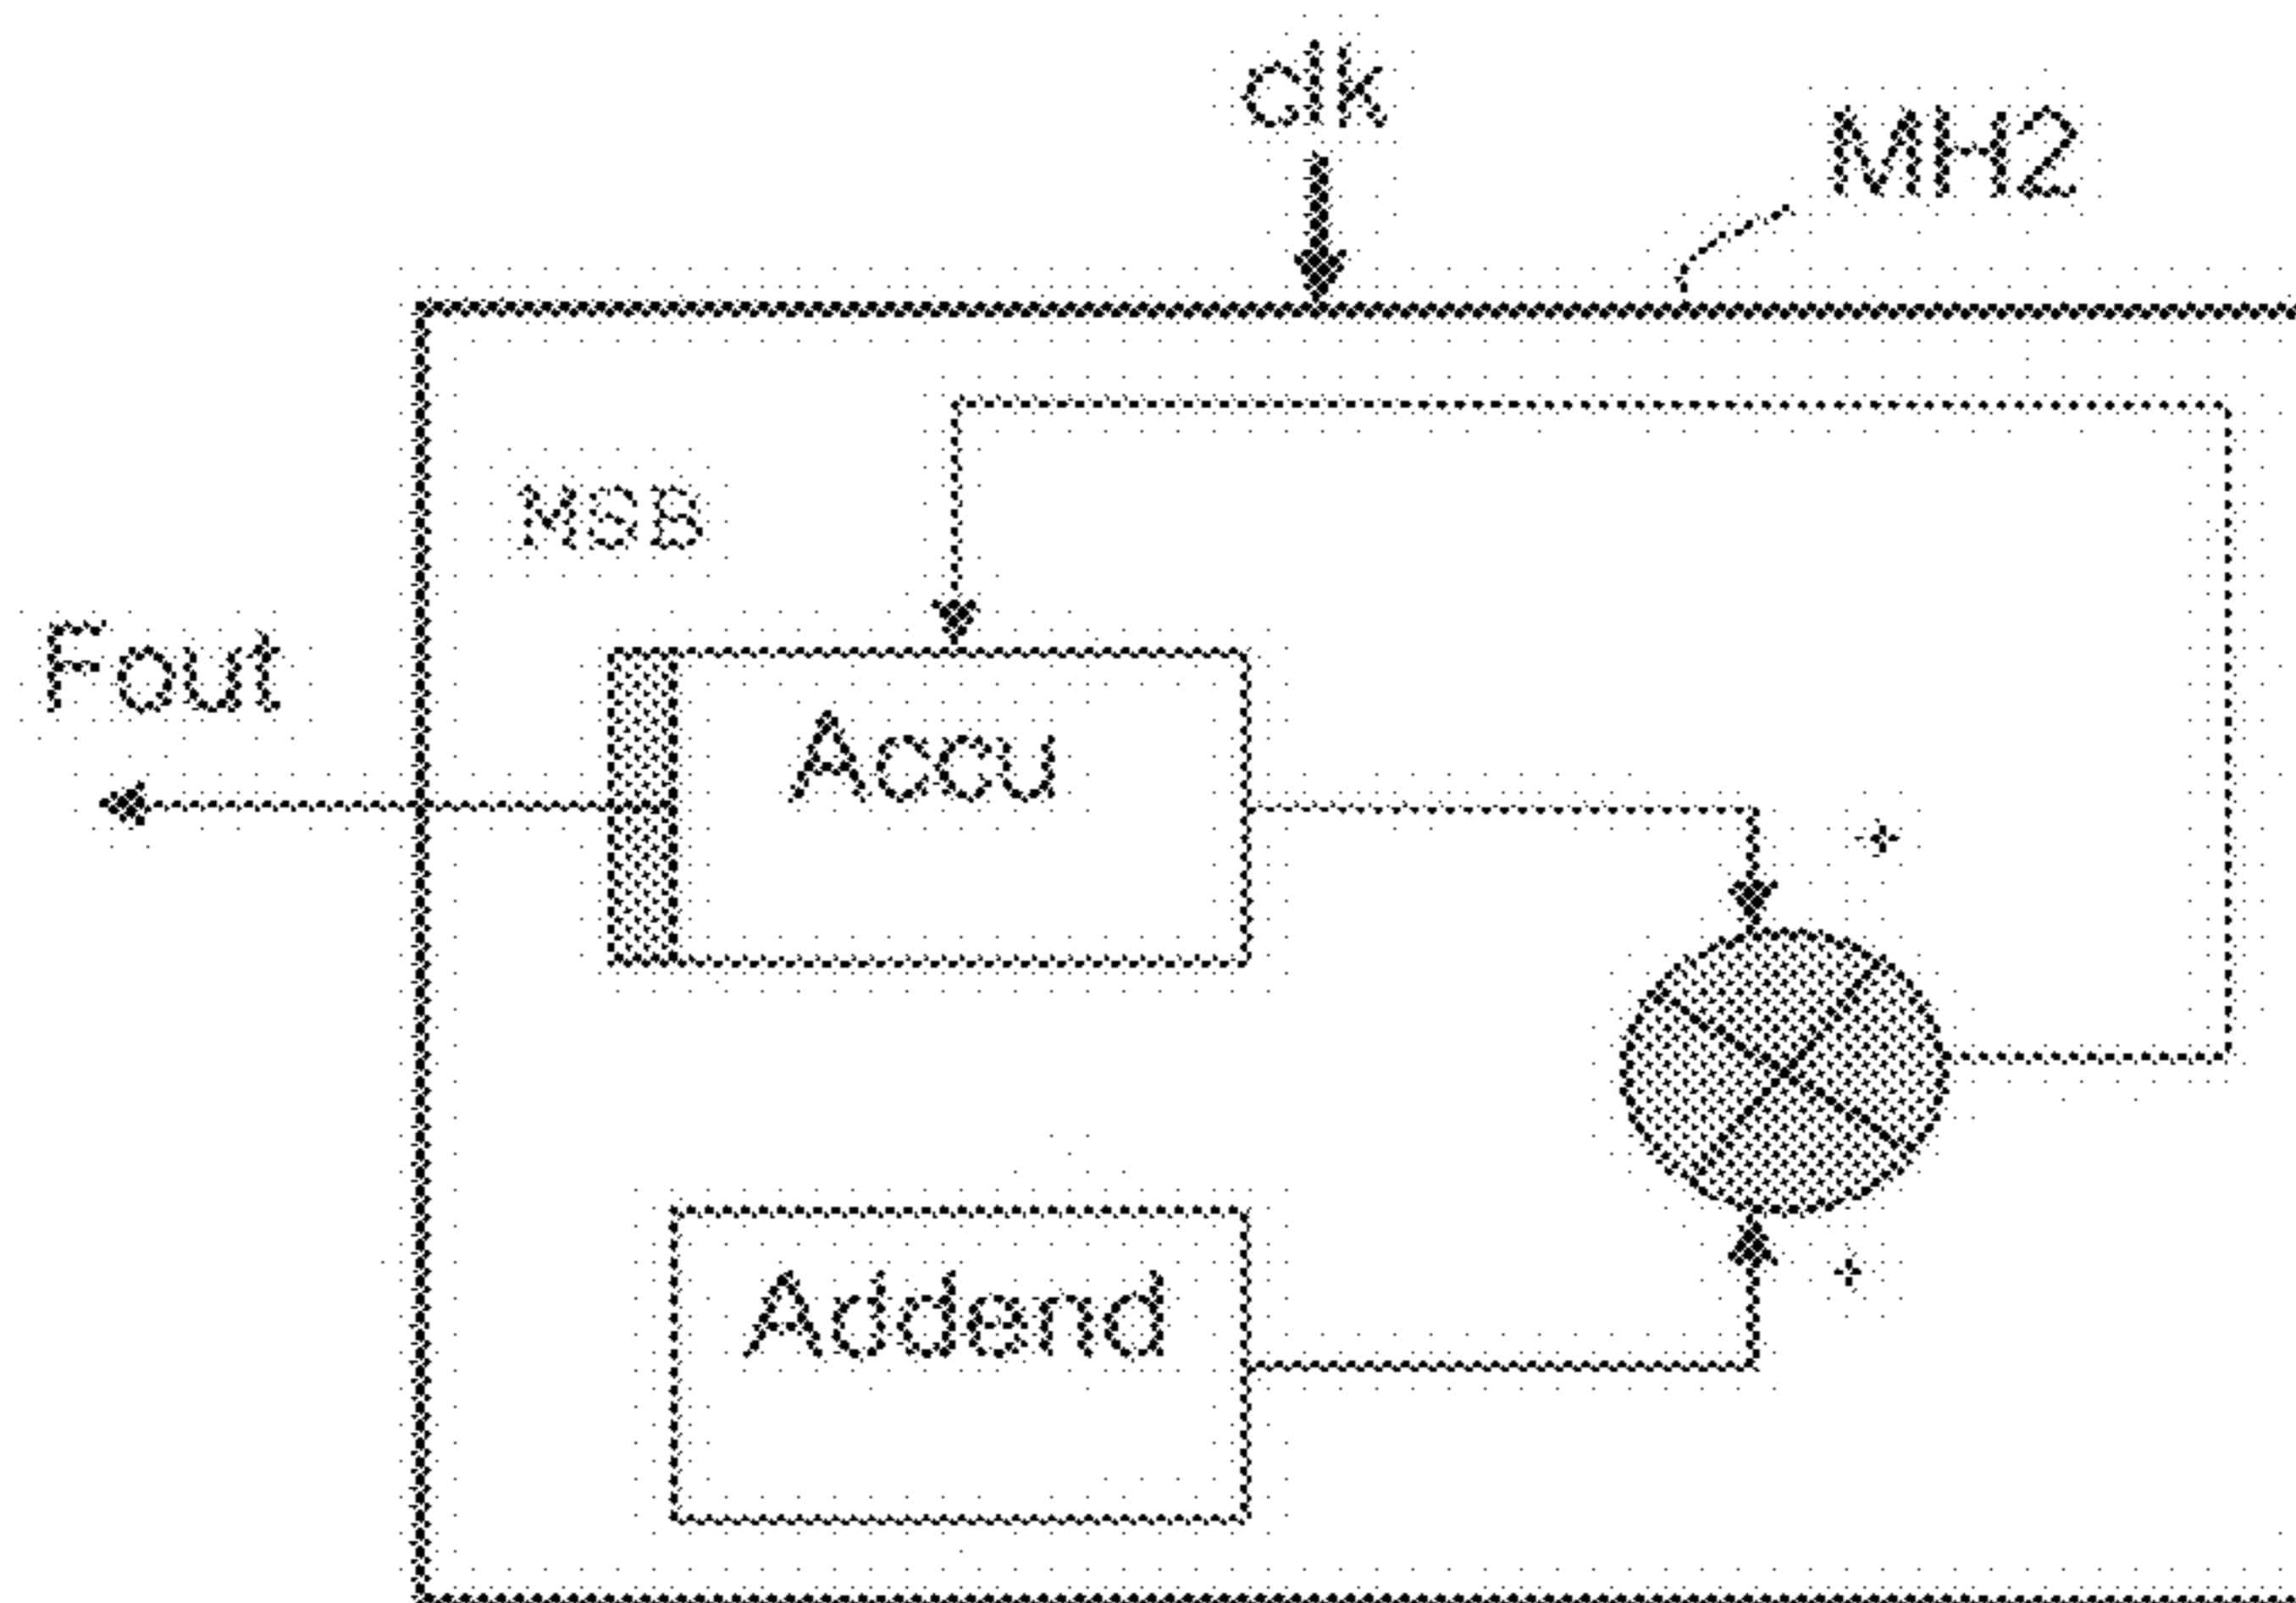 clk
MH2
MSB
Fout
Accu
+
Addend
+